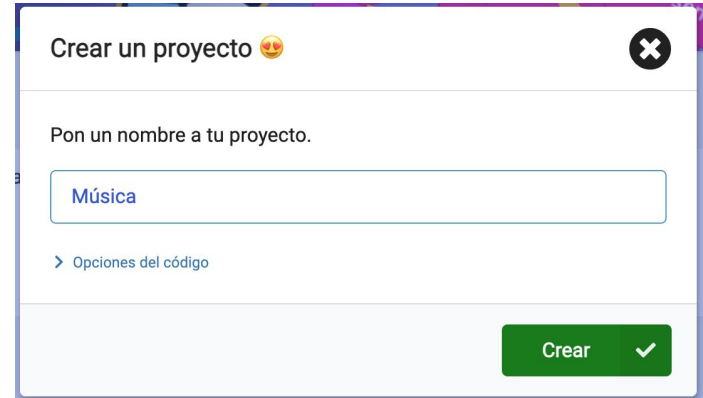 Crear un proyecto 😍
Pon un nombre a tu proyecto.
Música
Opciones del código
Crear